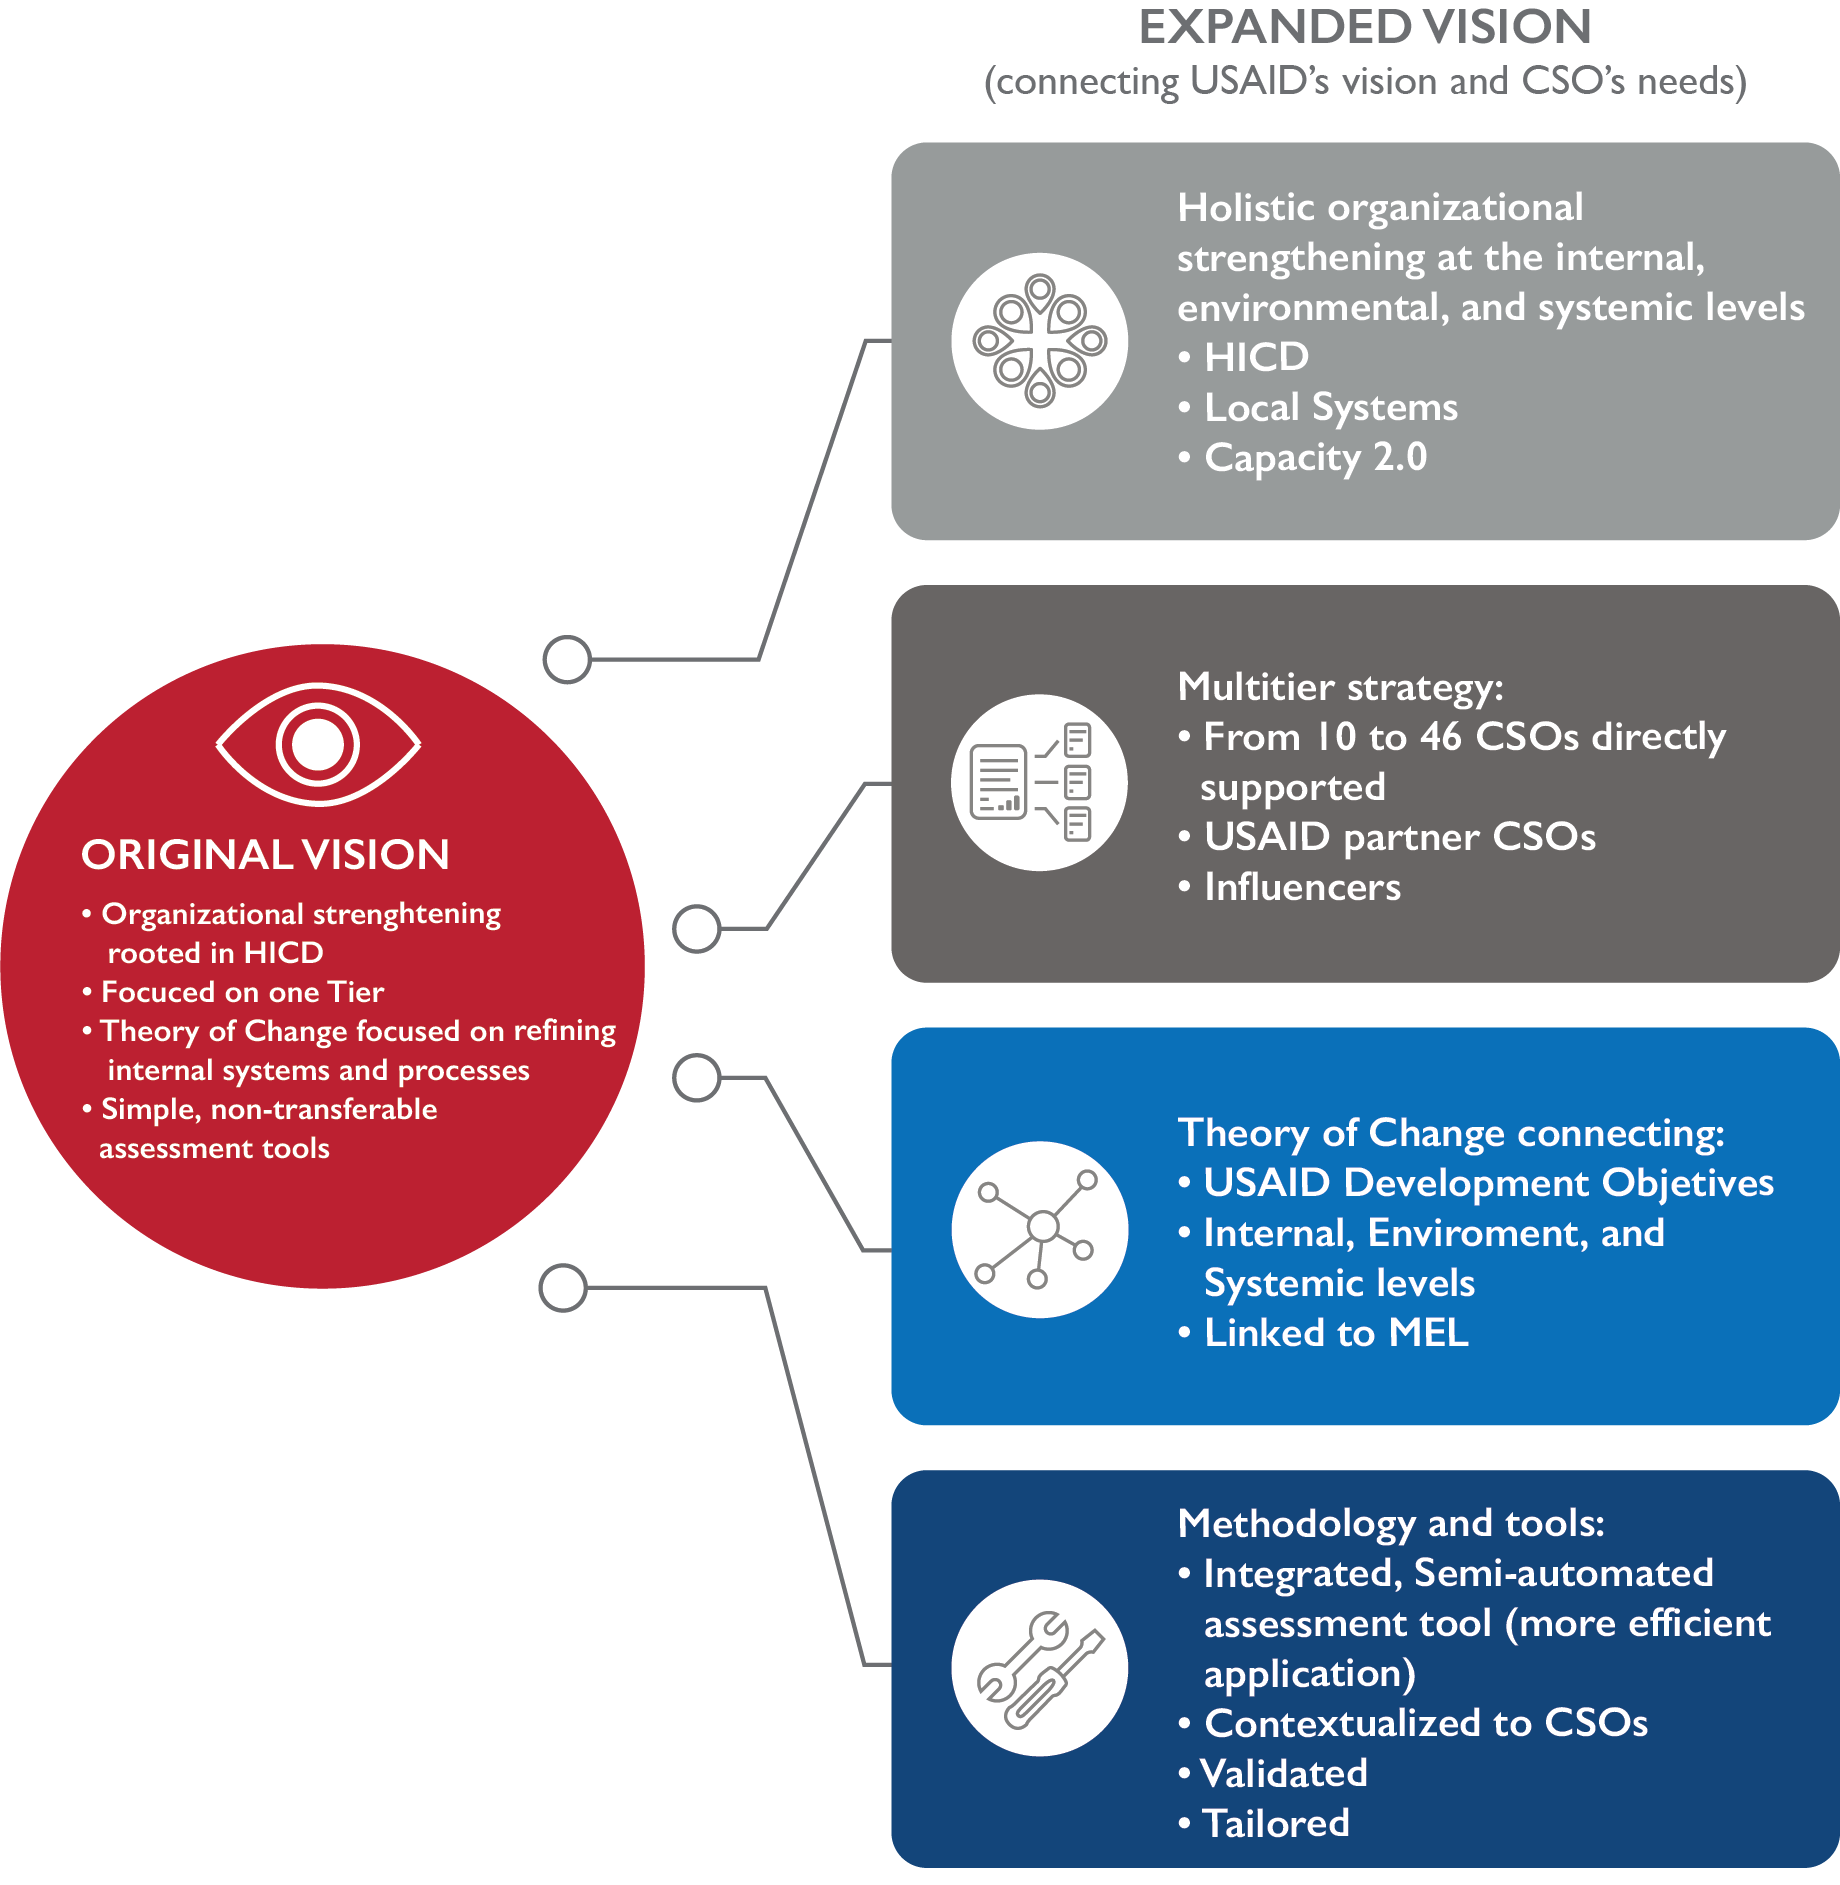 EXPANDED VISION
(connecting USAID's vision and CSO's needs)
Holistic organizational
strengthening at the internal,
environmental, and systemic levels
• HICD
• Local Systems
• Capacity 2.0
Multitier strategy:
• From 10 to 46 CSOs directly
supported
• USAID partner CSOs
• Influencers
ORIGINAL VISION
• Organizational strenghtening
rooted in HICD
• Focuced on one Tier
• Theory of Change focused on refining
internal systems and processes
• Simple, non-transferable
assessment tools
Theory of Change connecting:
• USAID Development Objetives
• Internal, Enviroment, and
Systemic levels
• Linked to MEL
Methodology and tools:
• Integrated, Semi-automated
assessment tool (more efficient
application)
• Contextualized to CSOs
• Validated
• Tailored